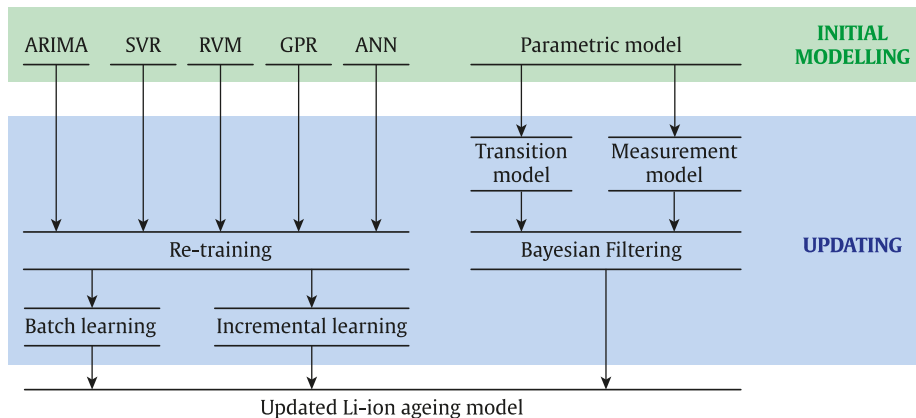 ARIMA SVR RVM GPR ANN Parametric model
INITIAL
MODELLING
Transition
model
Measurement
model
Re-training
Bayesian Filtering
UPDATING
Batch learning
Incremental learning
Updated Li-ion ageing model